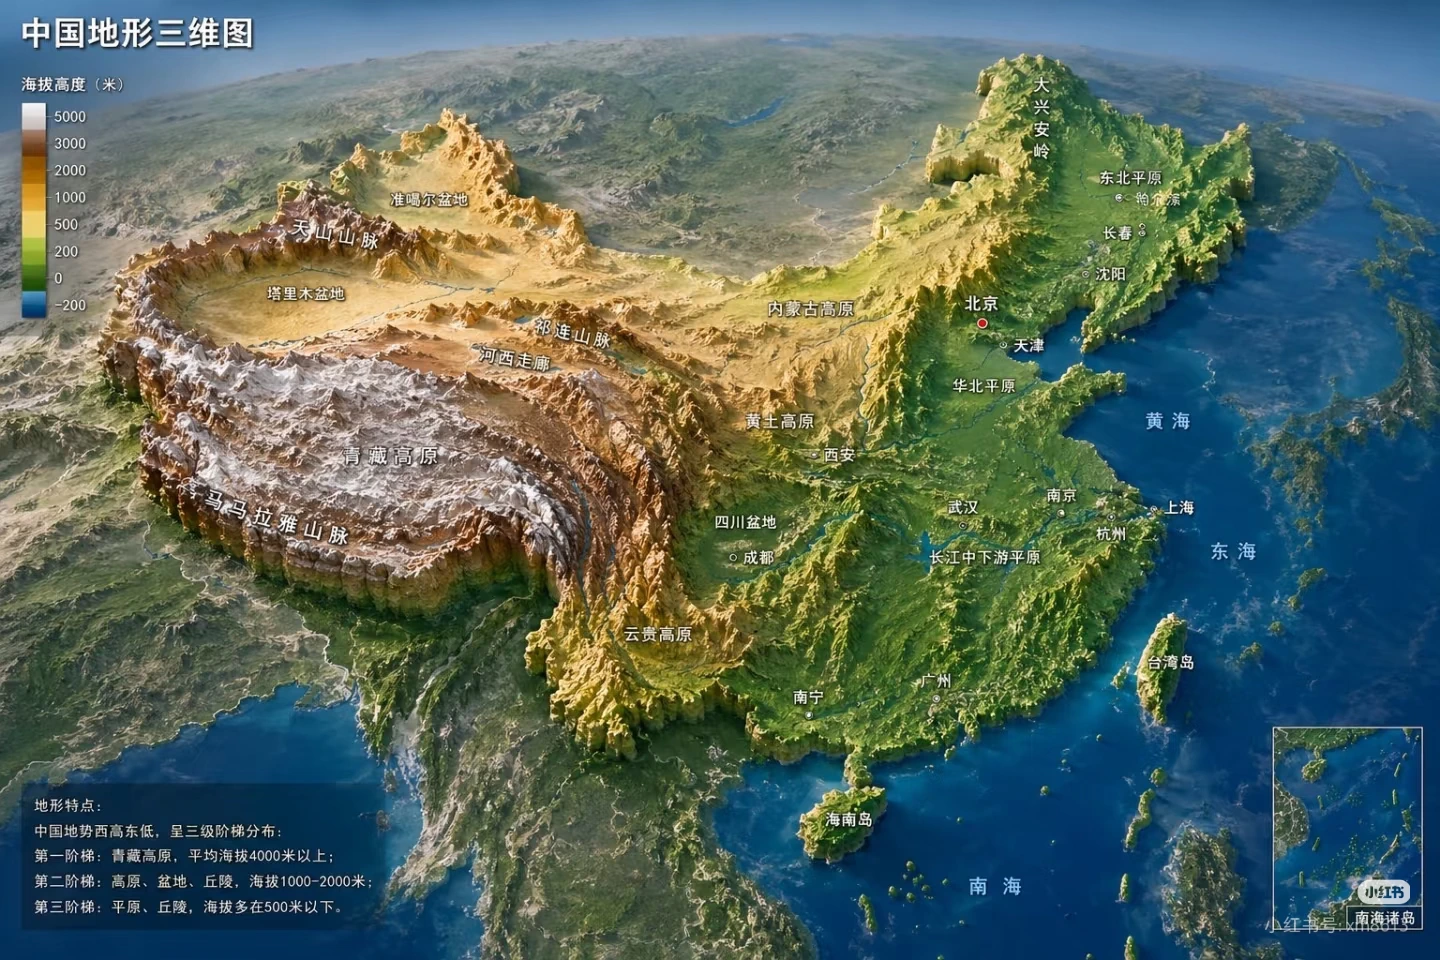 中国地形三维图
海拔高度（米）
5000
3000
2000
1000
500
200
0
-200
大兴安岭
东北平原
长春
沈阳
准噶尔盆地
天山山脉
塔里木盆地
内蒙古高原
北京
天津
祁连山脉
河西走廊
华北平原
黄土高原
黄海
青藏高原
西安
马马拉雅山脉
四川盆地
武汉
南京
上海
杭州
成都
长江中下游平原
东海
云贵高原
台湾岛
南宁
广州
海南岛
南海
地形特点：
中国地势西高东低，呈三级阶梯分布：
第一阶梯：青藏高原，平均海拔4000米以上；
第二阶梯：高原、盆地、丘陵，海拔1000-2000米；
第三阶梯：平原、丘陵，海拔多在500米以下。
小红书
南海诸岛
小红书号: